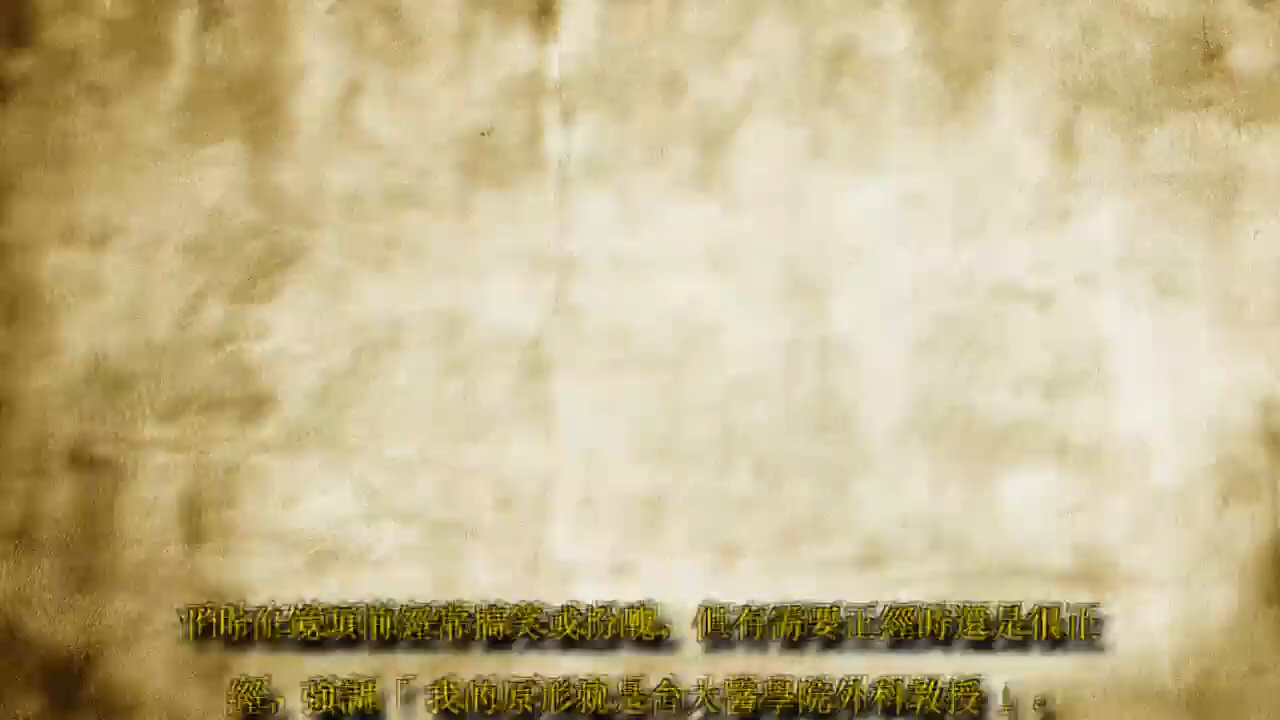 時在鏡頭前經常搞笑或扮醜，但有需要正經時還是很正
經，強調「我的原形就是台大醫學院外科教授」。